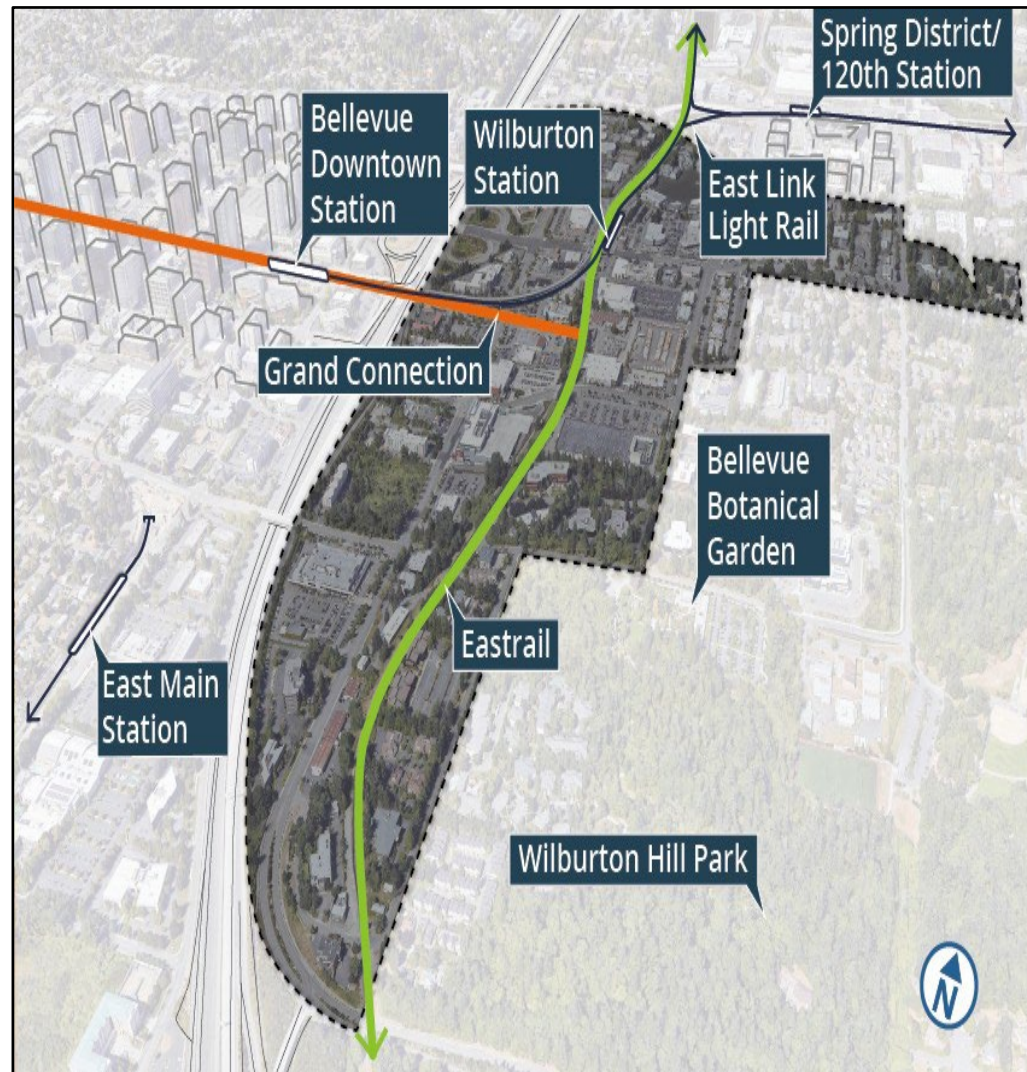 Spring District/
120th Station
Bellevue
Downtown
Station
Wilburton
Station
East Link
Light Rail
Grand Connection
Bellevue
Botanical
Garden
Eastrail
East Main
Station
Wilburton Hill Park
N